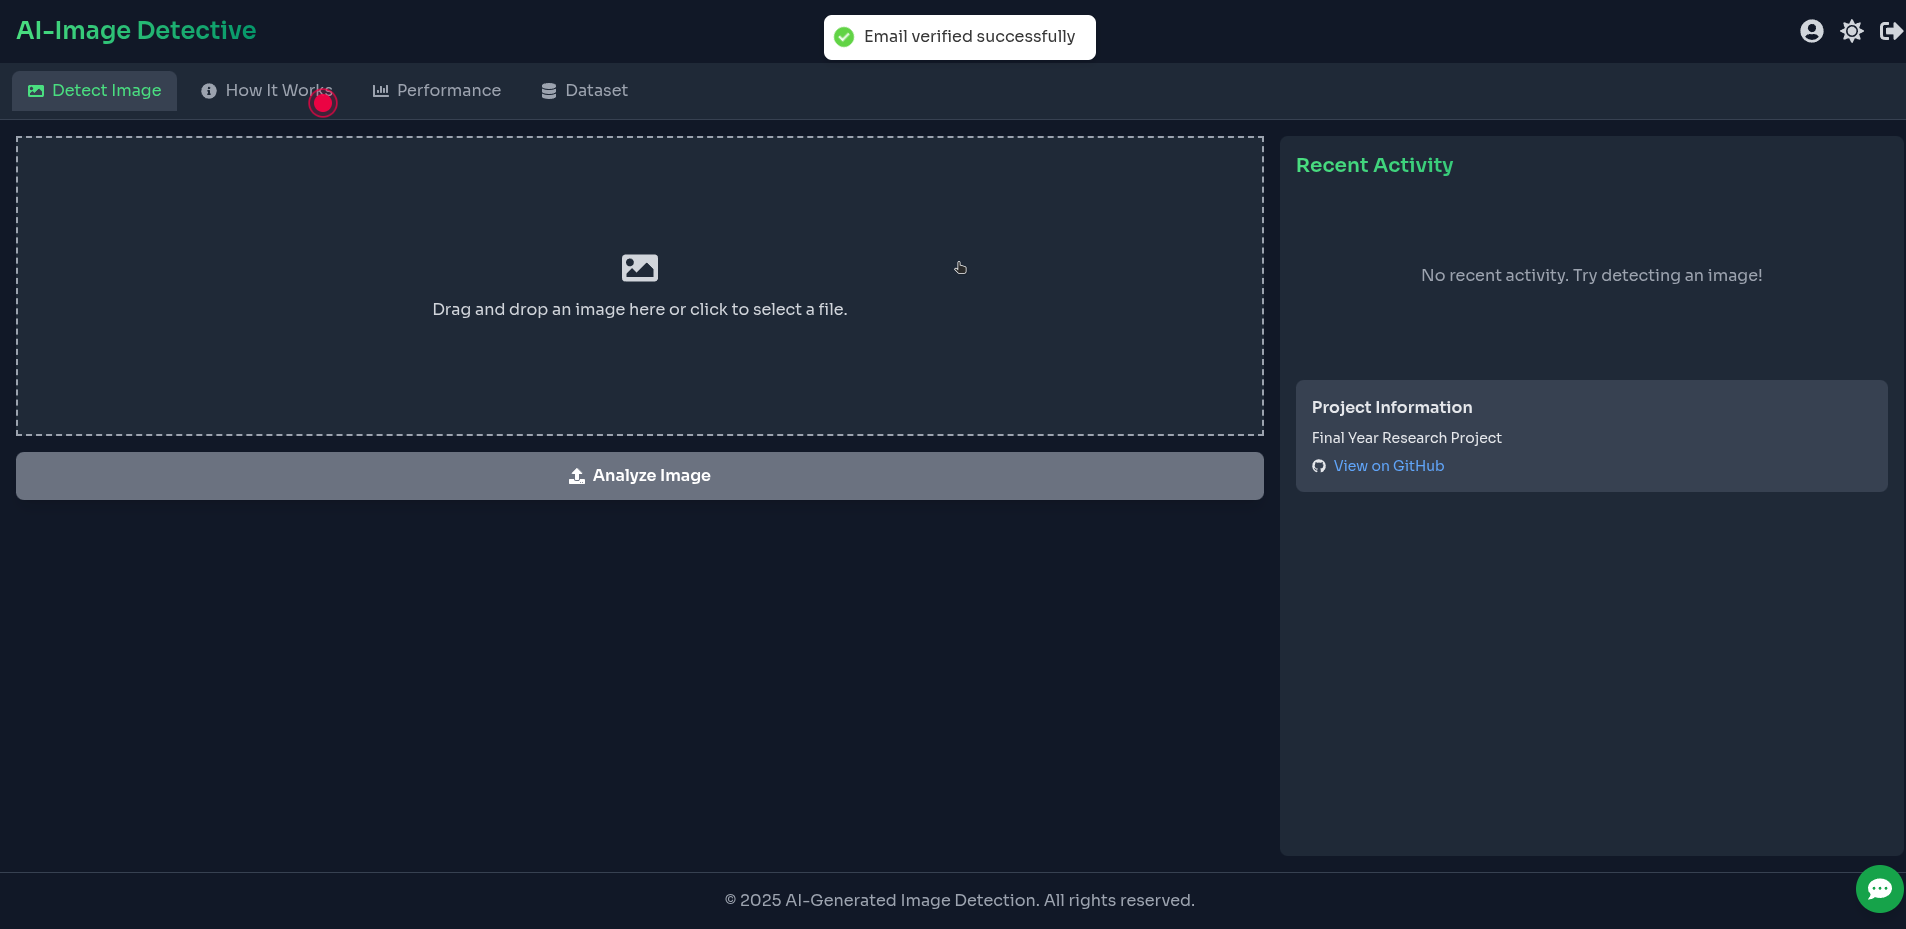 AI-Image Detective
Email verified successfully
Detect Image
How It Works
Performance
Dataset
Drag and drop an image here or click to select a file.
Analyze Image
Recent Activity
No recent activity. Try detecting an image!
Project Information
Final Year Research Project
View on GitHub
© 2025 AI-Generated Image Detection. All rights reserved.